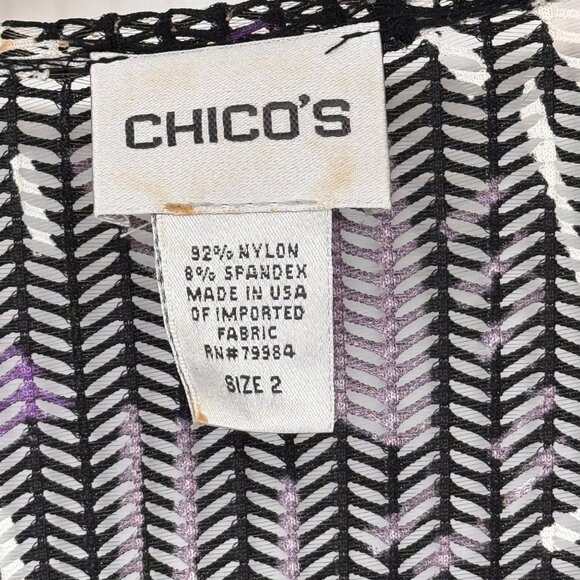 CHICO'S
92% NYLON
8% SPANDEX
MADE IN USA
OF IMPORTED
FABRIC
RN#79984
SIZE 2